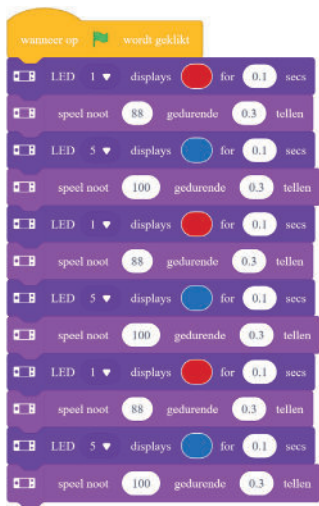 wanneer op wordt geklikt
LED 1 displays for 0.1 secs
speel noot 88 gedurende 0.3 tellen
LED 5 displays for 0.1 secs
speel noot 100 gedurende 0.3 tellen
LED 1 displays for 0.1 secs
speel noot 88 gedurende 0.3 tellen
LED 5 displays for 0.1 secs
speel noot 100 gedurende 0.3 tellen
LED 1 displays for 0.1 secs
speel noot 88 gedurende 0.3 tellen
LED 5 displays for 0.1 secs
speel noot 100 gedurende 0.3 tellen